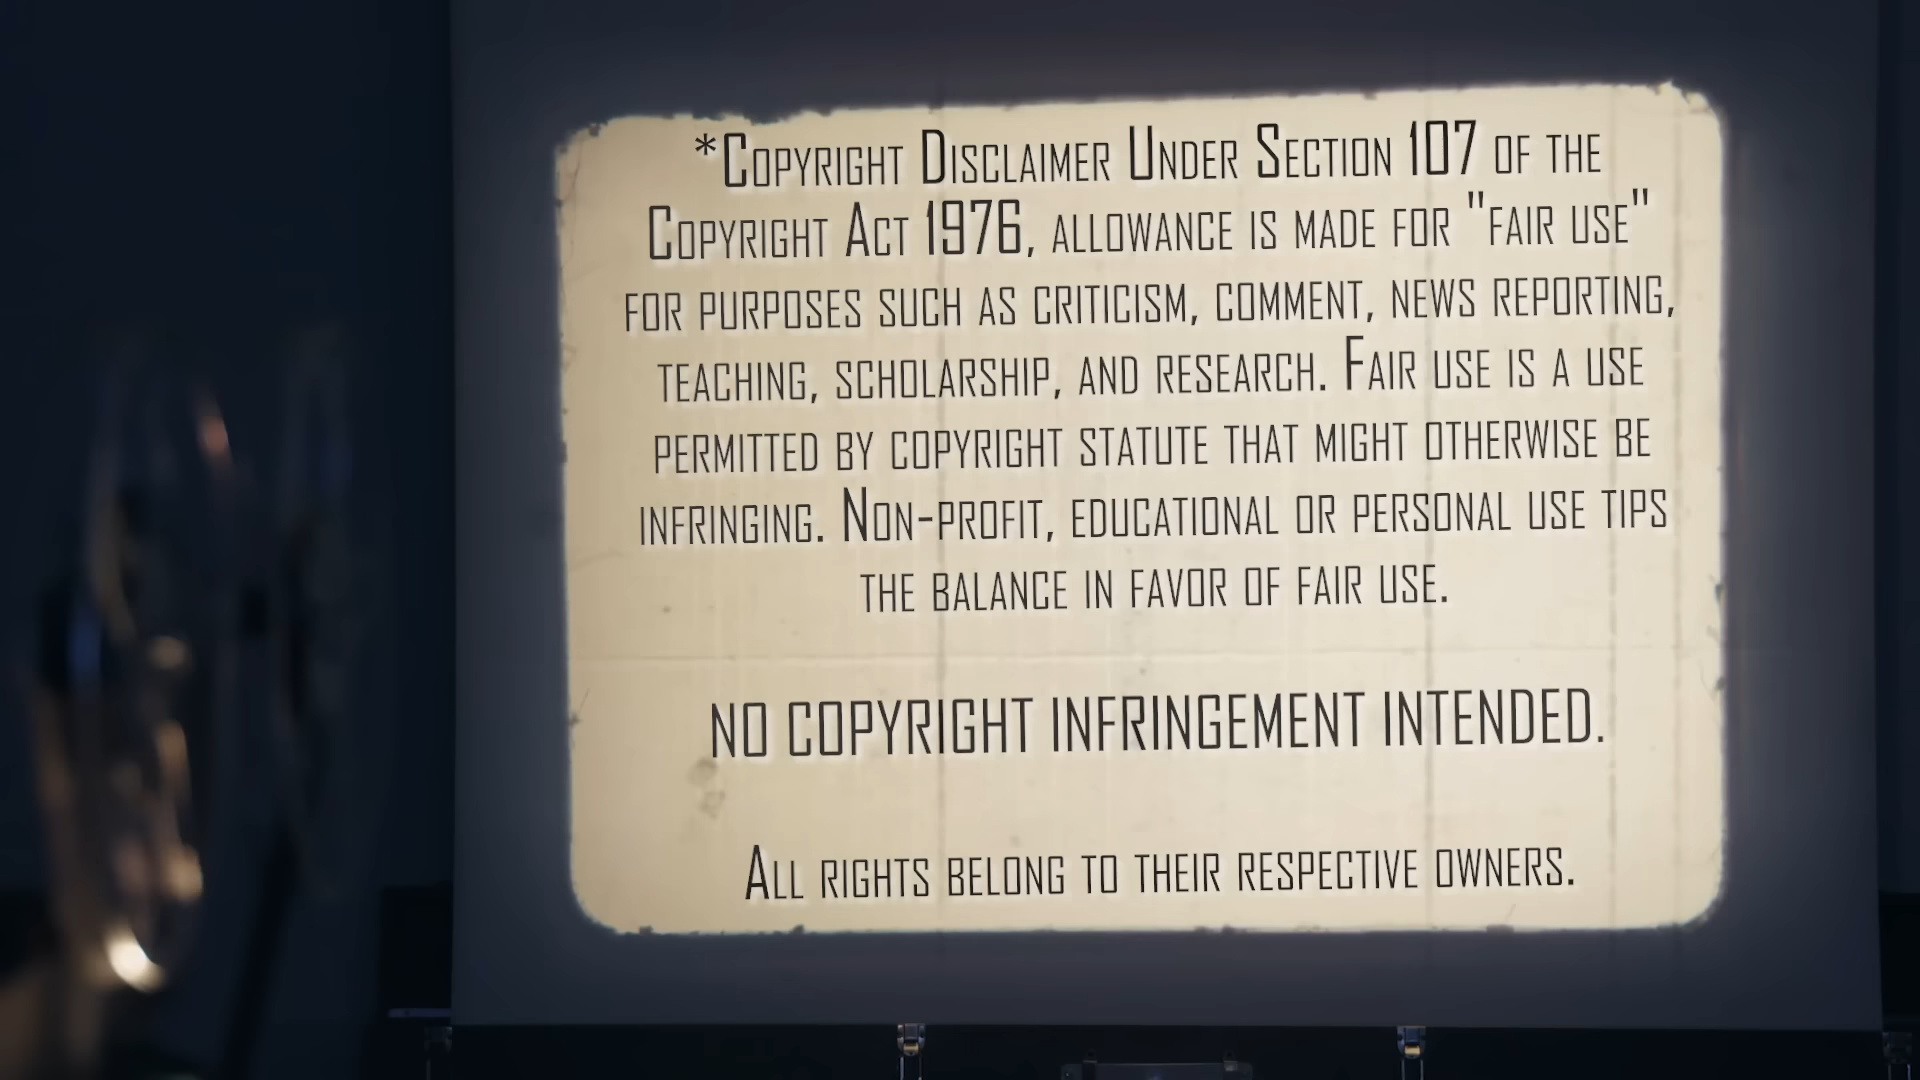 *Copyright Disclaimer Under Section 107 of the
Copyright Act 1976, allowance is made for "fair use"
for purposes such as criticism, comment, news reporting,
teaching, scholarship, and research. Fair use is a use
permitted by copyright statute that might otherwise be
infringing. Non-profit, educational or personal use tips
the balance in favor of fair use.
NO COPYRIGHT INFRINGEMENT INTENDED.
All rights belong to their respective owners.